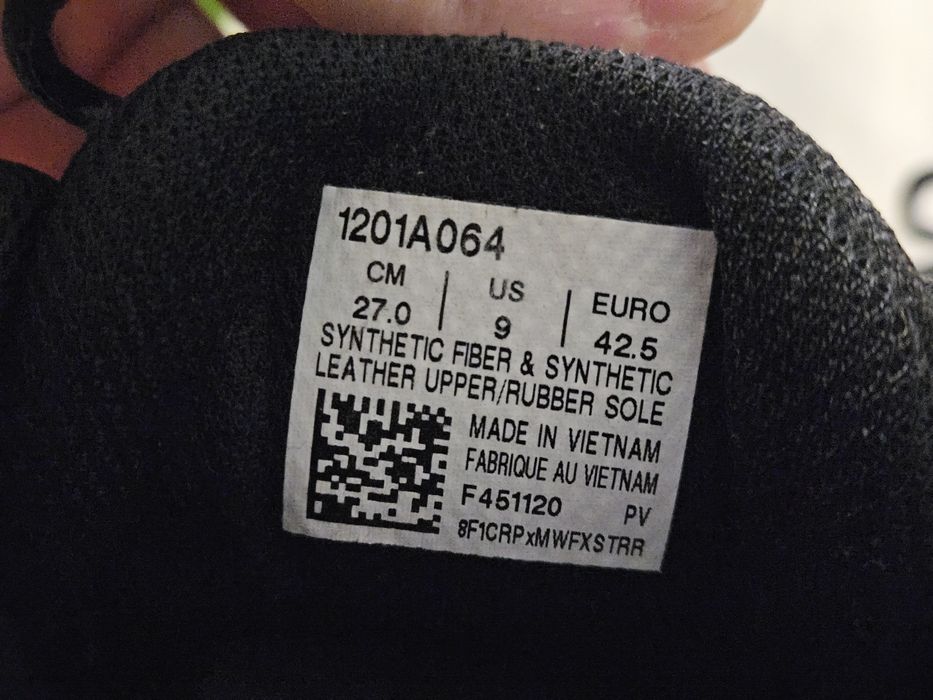 1201A064
CM | US | EURO
27.0 | 9 | 42.5
SYNTHETIC FIBER & SYNTHETIC
LEATHER UPPER/RUBBER SOLE
MADE IN VIETNAM
FABRIQUE AU VIETNAM
F451120 PV
8F1CRPxMWFXSTRR